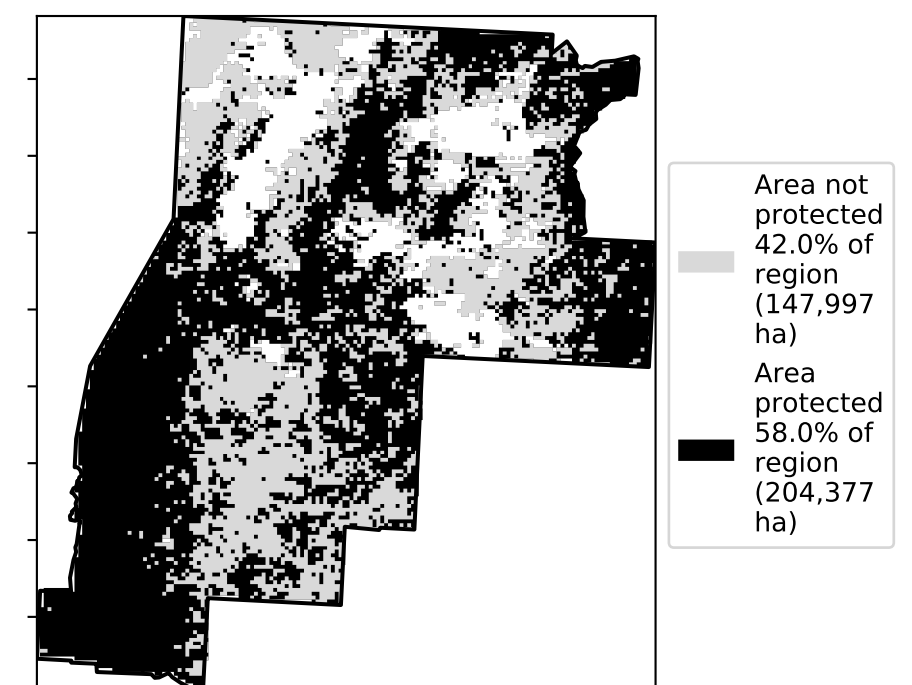 Area not
protected
42.0% of
region
(147,997
ha)
Area
protected
58.0% of
region
(204,377
ha)